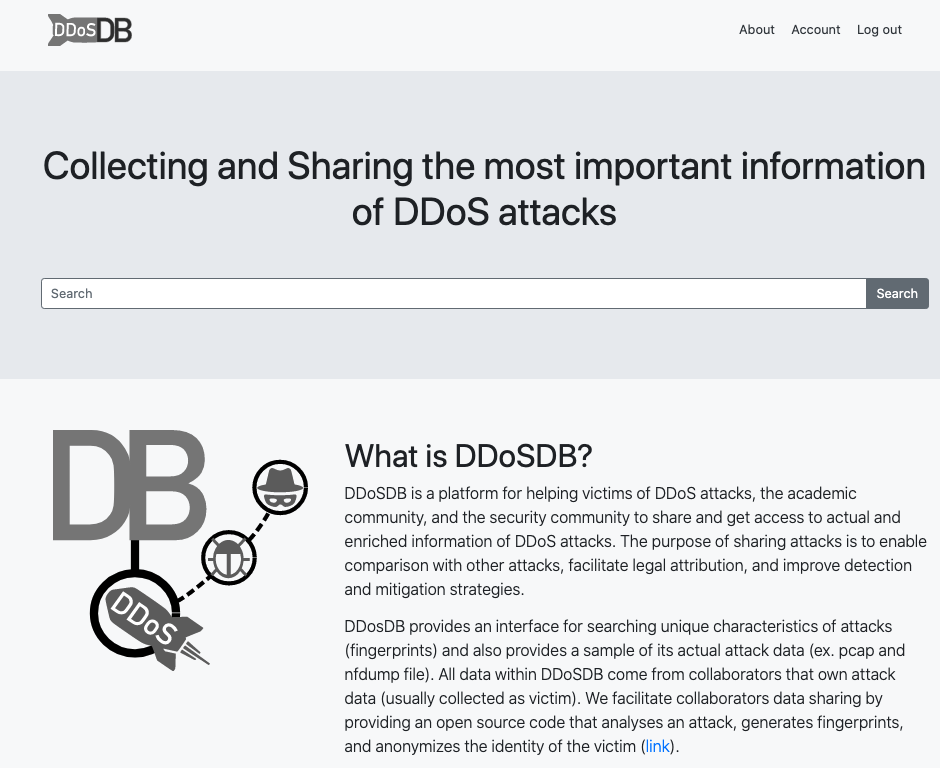 DDoSDB
About Account Log out
Collecting and Sharing the most important information
of DDoS attacks
Search Search
DB
DDoS
What is DDoSDB?
DDoSDB is a platform for helping victims of DDoS attacks, the academic
community, and the security community to share and get access to actual and
enriched information of DDoS attacks. The purpose of sharing attacks is to enable
comparison with other attacks, facilitate legal attribution, and improve detection
and mitigation strategies.
DDosDB provides an interface for searching unique characteristics of attacks
(fingerprints) and also provides a sample of its actual attack data (ex. pcap and
nfdump file). All data within DDoSDB come from collaborators that own attack
data (usually collected as victim). We facilitate collaborators data sharing by
providing an open source code that analyses an attack, generates fingerprints,
and anonymizes the identity of the victim (link).